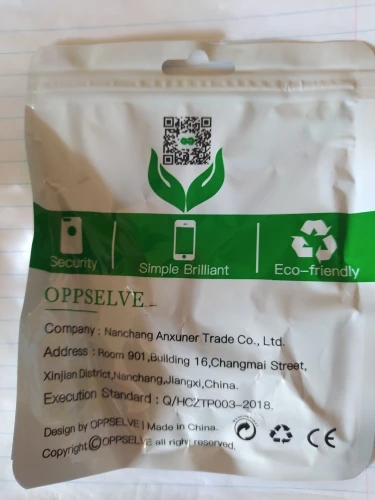 Security
Simple Brilliant
Eco-friendly
OPPSELVE
Company : Nanchang Anxuner Trade Co., Ltd.
Address : Room 901,Building 16,Changmai Street,
Xinjian District,Nanchang,Jiangxi,China.
Execution Standard : Q/HCZTP003-2018.
Design by OPPSELVE I Made in China.
Copyright©OPPSELVE all right reserved.
CE